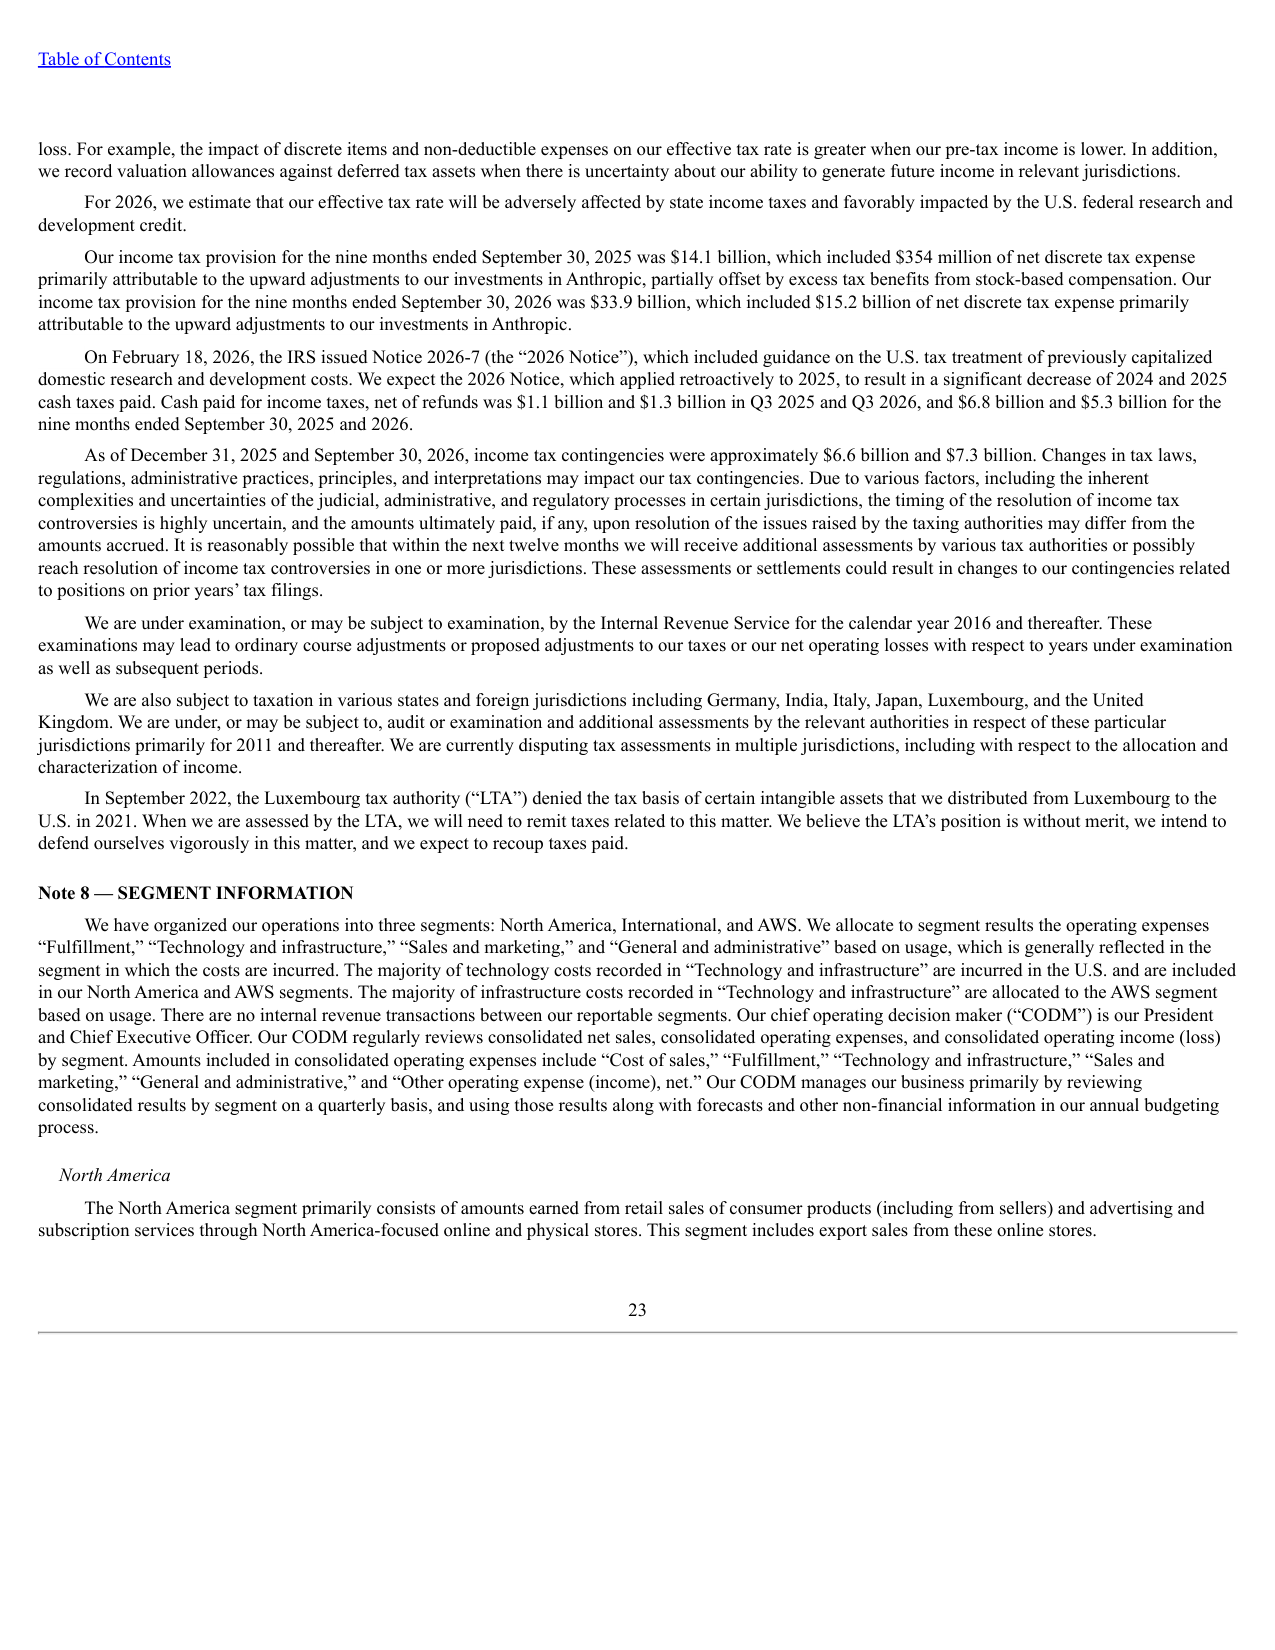 Table of Contents
loss. For example, the impact of discrete items and non-deductible expenses on our effective tax rate is greater when our pre-tax income is lower. In addition,
we record valuation allowances against deferred tax assets when there is uncertainty about our ability to generate future income in relevant jurisdictions.
For 2026, we estimate that our effective tax rate will be adversely affected by state income taxes and favorably impacted by the U.S. federal research and
development credit.
Our income tax provision for the nine months ended September 30, 2025 was $14.1 billion, which included $354 million of net discrete tax expense
primarily attributable to the upward adjustments to our investments in Anthropic, partially offset by excess tax benefits from stock-based compensation. Our
income tax provision for the nine months ended September 30, 2026 was $33.9 billion, which included $15.2 billion of net discrete tax expense primarily
attributable to the upward adjustments to our investments in Anthropic.
On February 18, 2026, the IRS issued Notice 2026-7 (the “2026 Notice”), which included guidance on the U.S. tax treatment of previously capitalized
domestic research and development costs. We expect the 2026 Notice, which applied retroactively to 2025, to result in a significant decrease of 2024 and 2025
cash taxes paid. Cash paid for income taxes, net of refunds was $1.1 billion and $1.3 billion in Q3 2025 and Q3 2026, and $6.8 billion and $5.3 billion for the
nine months ended September 30, 2025 and 2026.
As of December 31, 2025 and September 30, 2026, income tax contingencies were approximately $6.6 billion and $7.3 billion. Changes in tax laws,
regulations, administrative practices, principles, and interpretations may impact our tax contingencies. Due to various factors, including the inherent
complexities and uncertainties of the judicial, administrative, and regulatory processes in certain jurisdictions, the timing of the resolution of income tax
controversies is highly uncertain, and the amounts ultimately paid, if any, upon resolution of the issues raised by the taxing authorities may differ from the
amounts accrued. It is reasonably possible that within the next twelve months we will receive additional assessments by various tax authorities or possibly
reach resolution of income tax controversies in one or more jurisdictions. These assessments or settlements could result in changes to our contingencies related
to positions on prior years’ tax filings.
We are under examination, or may be subject to examination, by the Internal Revenue Service for the calendar year 2016 and thereafter. These
examinations may lead to ordinary course adjustments or proposed adjustments to our taxes or our net operating losses with respect to years under examination
as well as subsequent periods.
We are also subject to taxation in various states and foreign jurisdictions including Germany, India, Italy, Japan, Luxembourg, and the United
Kingdom. We are under, or may be subject to, audit or examination and additional assessments by the relevant authorities in respect of these particular
jurisdictions primarily for 2011 and thereafter. We are currently disputing tax assessments in multiple jurisdictions, including with respect to the allocation and
characterization of income.
In September 2022, the Luxembourg tax authority (“LTA”) denied the tax basis of certain intangible assets that we distributed from Luxembourg to the
U.S. in 2021. When we are assessed by the LTA, we will need to remit taxes related to this matter. We believe the LTA’s position is without merit, we intend to
defend ourselves vigorously in this matter, and we expect to recoup taxes paid.
Note 8 — SEGMENT INFORMATION
We have organized our operations into three segments: North America, International, and AWS. We allocate to segment results the operating expenses
“Fulfillment,” “Technology and infrastructure,” “Sales and marketing,” and “General and administrative” based on usage, which is generally reflected in the
segment in which the costs are incurred. The majority of technology costs recorded in “Technology and infrastructure” are incurred in the U.S. and are included
in our North America and AWS segments. The majority of infrastructure costs recorded in “Technology and infrastructure” are allocated to the AWS segment
based on usage. There are no internal revenue transactions between our reportable segments. Our chief operating decision maker (“CODM”) is our President
and Chief Executive Officer. Our CODM regularly reviews consolidated net sales, consolidated operating expenses, and consolidated operating income (loss)
by segment. Amounts included in consolidated operating expenses include “Cost of sales,” “Fulfillment,” “Technology and infrastructure,” “Sales and
marketing,” “General and administrative,” and “Other operating expense (income), net.” Our CODM manages our business primarily by reviewing
consolidated results by segment on a quarterly basis, and using those results along with forecasts and other non-financial information in our annual budgeting
process.
North America
The North America segment primarily consists of amounts earned from retail sales of consumer products (including from sellers) and advertising and
subscription services through North America-focused online and physical stores. This segment includes export sales from these online stores.
23